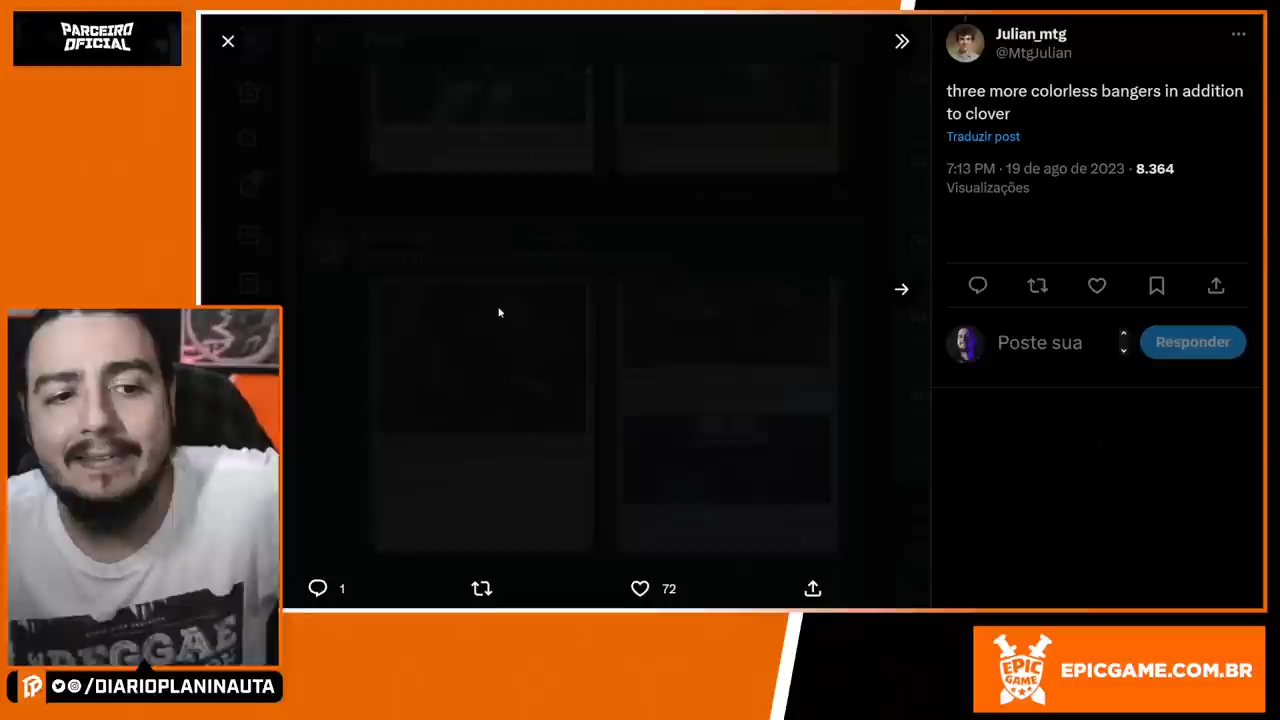 PARCEIRO
OFICIAL
Julian_mtg
@MtgJulian
three more colorless bangers in addition
to clover
Traduzir post
7:13 PM · 19 de ago de 2023 · 8.364
Visualizações
Poste sua
Responder
1
72
REGGAE
/DIARIOPLANINAUTA
EPIC
GAME
EPICGAME.COM.BR